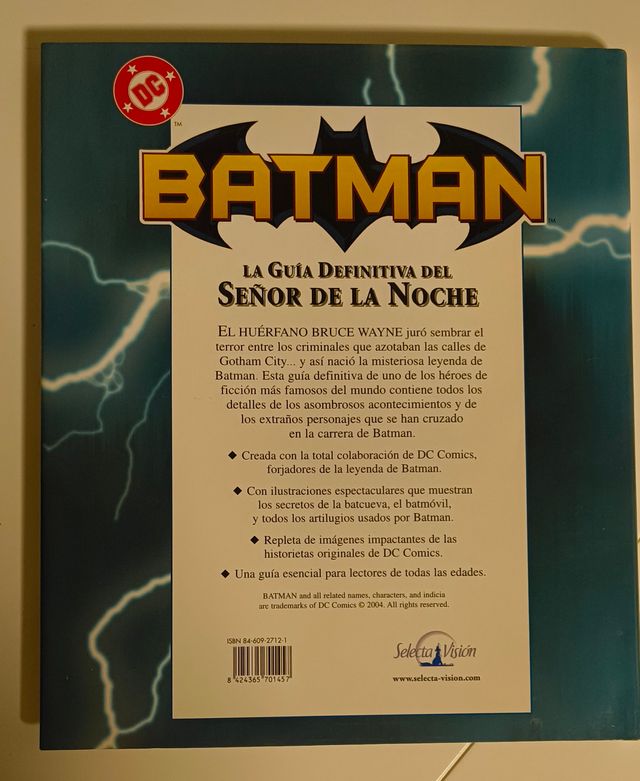 DC
TM
BATMAN
TM
LA GUÍA DEFINITIVA DEL
SEÑOR DE LA NOCHE
EL HUÉRFANO BRUCE WAYNE juró sembrar el
terror entre los criminales que azotaban las calles de
Gotham City... y así nació la misteriosa leyenda de
Batman. Esta guía definitiva de uno de los héroes de
ficción más famosos del mundo contiene todos los
detalles de los asombrosos acontecimientos y de
los extraños personajes que se han cruzado
en la carrera de Batman.
◆ Creada con la total colaboración de DC Comics,
forjadores de la leyenda de Batman.
◆ Con ilustraciones espectaculares que muestran
los secretos de la batcueva, el batmóvil,
y todos los artilugios usados por Batman.
◆ Repleta de imágenes impactantes de las
historietas originales de DC Comics.
◆ Una guía esencial para lectores de todas las edades.
BATMAN and all related names, characters, and indicia
are trademarks of DC Comics © 2004. All rights reserved.
ISBN 84-609-2712-1
8 424365 701457
Selecta Visión
www.selecta-vision.com